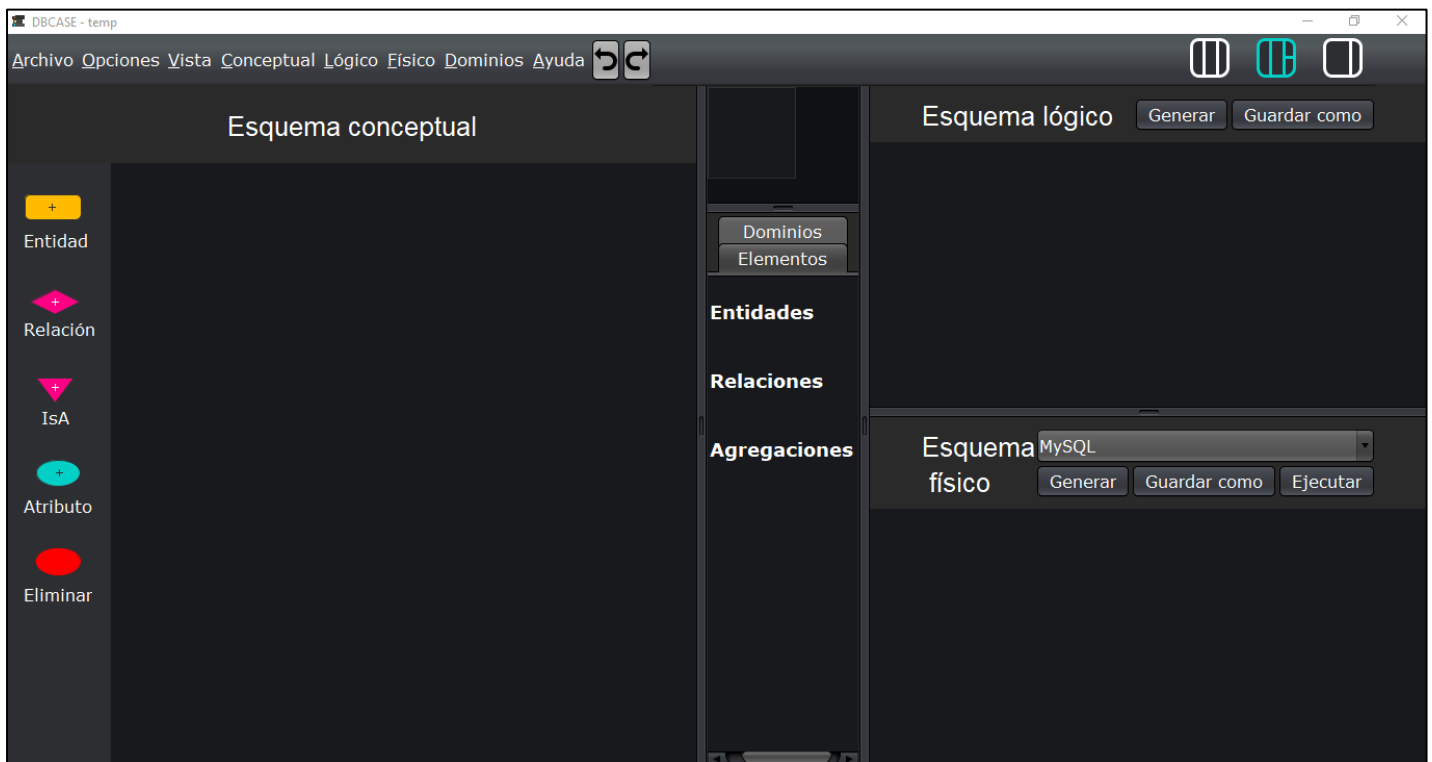 DBCASE - temp
Archivo Opciones Vista Conceptual Lógico Físico Dominios Ayuda
Esquema conceptual
+
Entidad
+
Relación
+
IsA
+
Atributo
Eliminar
Dominios
Elementos
Entidades
Relaciones
Agregaciones
Esquema lógico Generar Guardar como
Esquema MySQL
físico Generar Guardar como Ejecutar